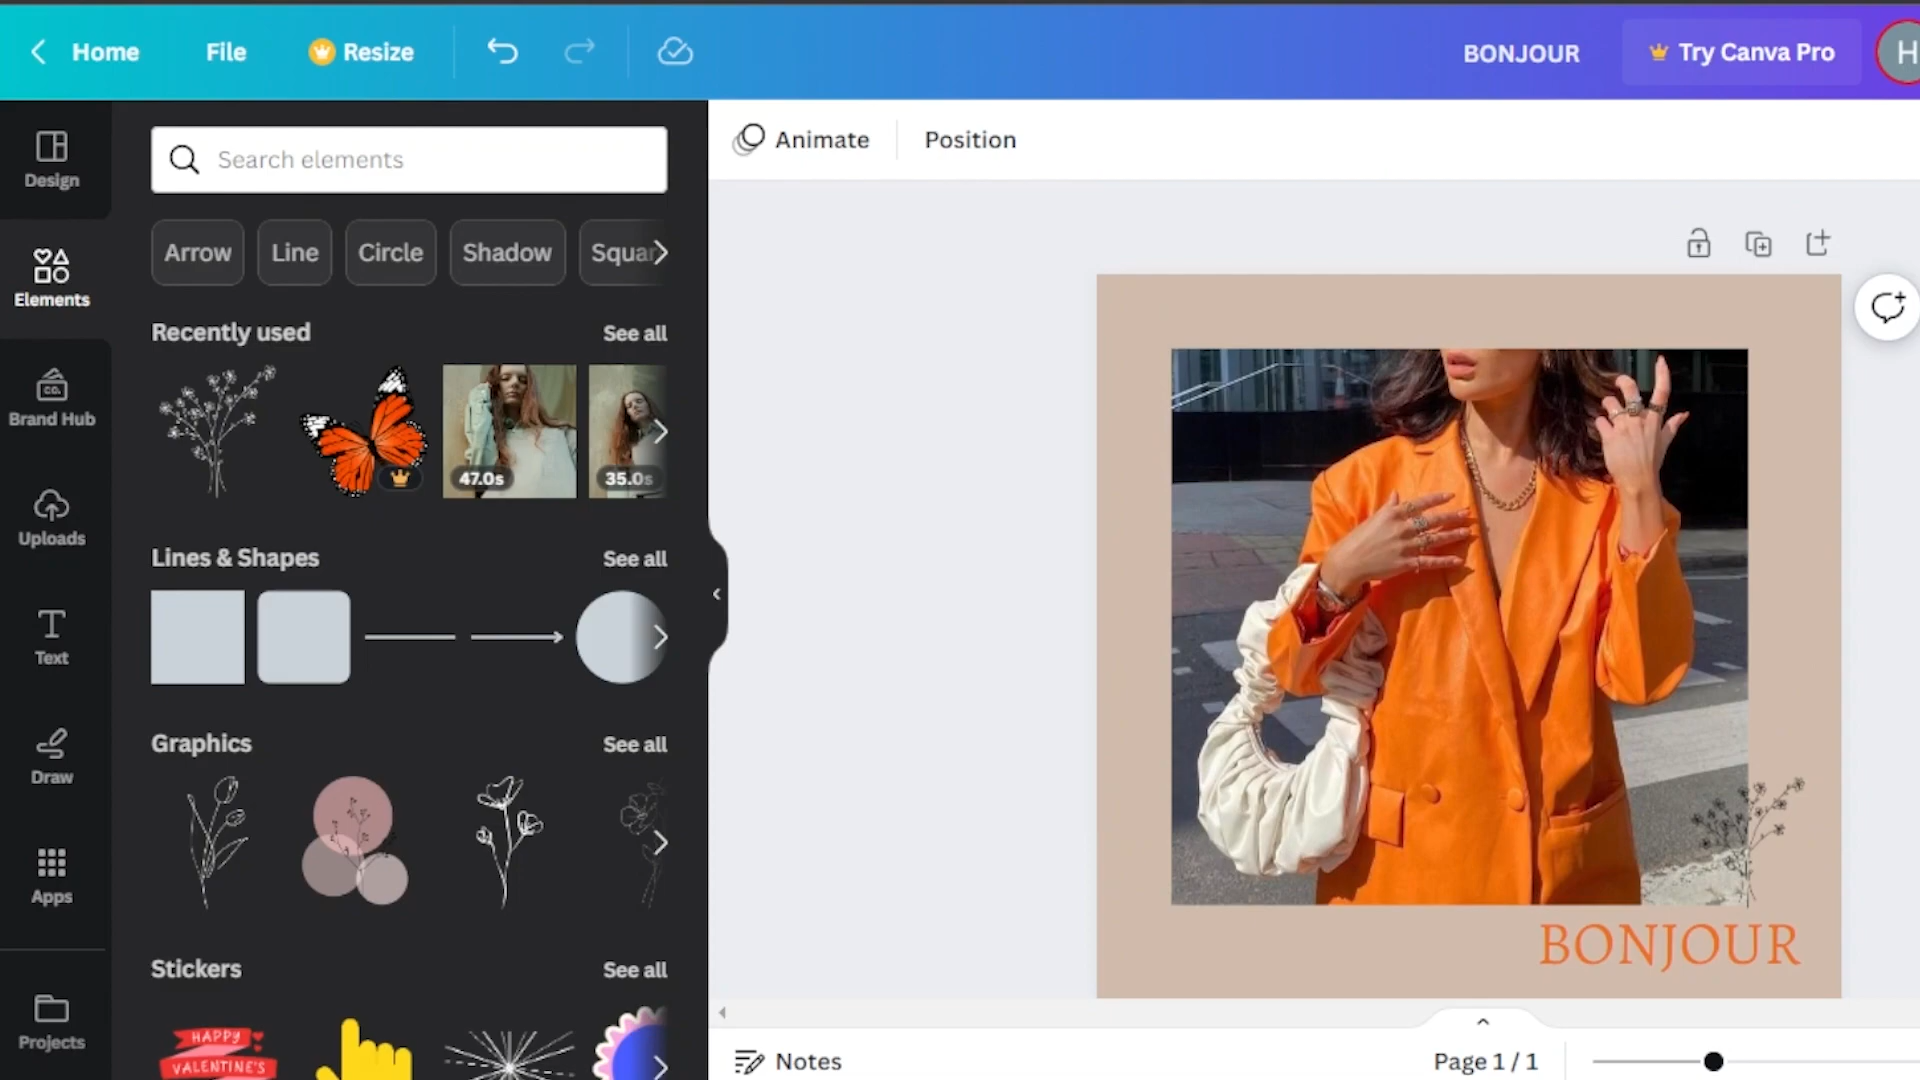 Home File Resize BONJOUR Try Canva Pro H
Animate Position
Design
Elements
Brand Hub
CO.
Uploads
Text
Draw
Apps
Projects
Search elements
Arrow Line Circle Shadow Squar
Recently used See all
47.0s 35.0s
Lines & Shapes See all
Graphics See all
Stickers See all
HAPPY
VALENTINE'S
BONJOUR
Notes Page 1 / 1